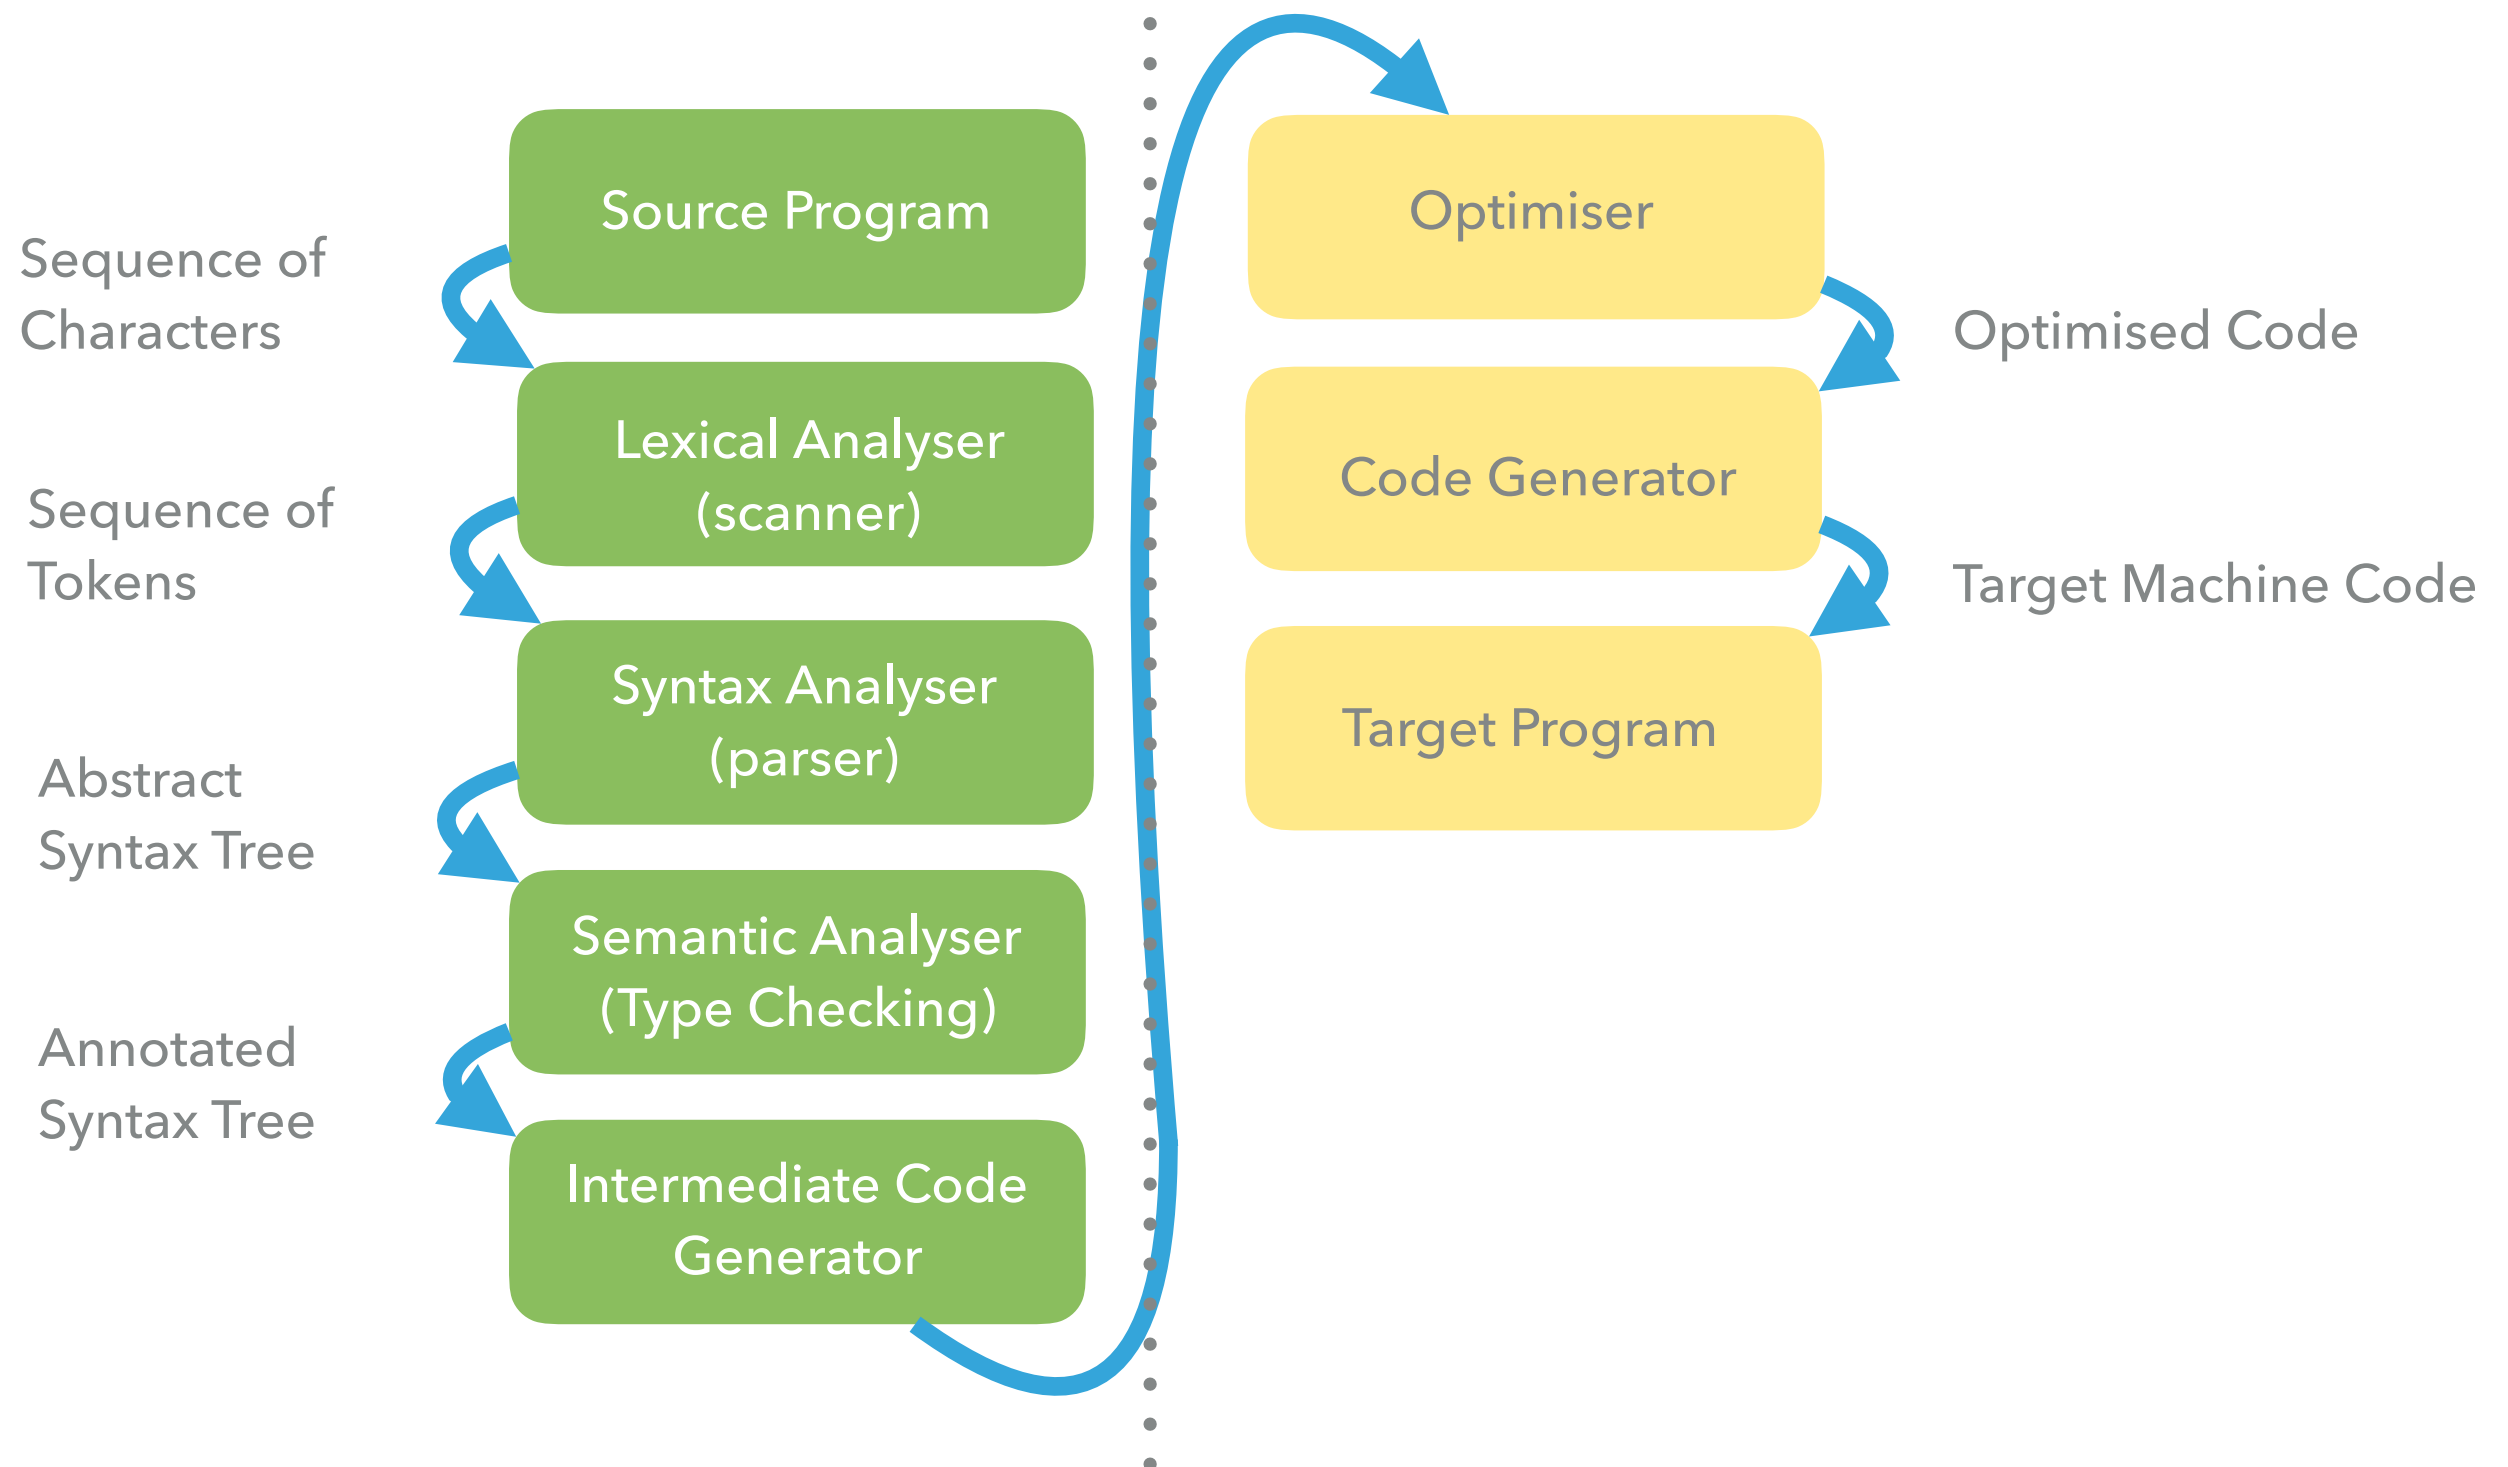 Source Program
Sequence of
Characters
Lexical Analyser
(scanner)
Sequence of
Tokens
Syntax Analyser
(parser)
Abstract
Syntax Tree
Semantic Analyser
(Type Checking)
Annotated
Syntax Tree
Intermediate Code
Generator
Optimiser
Optimised Code
Code Generator
Target Machine Code
Target Program